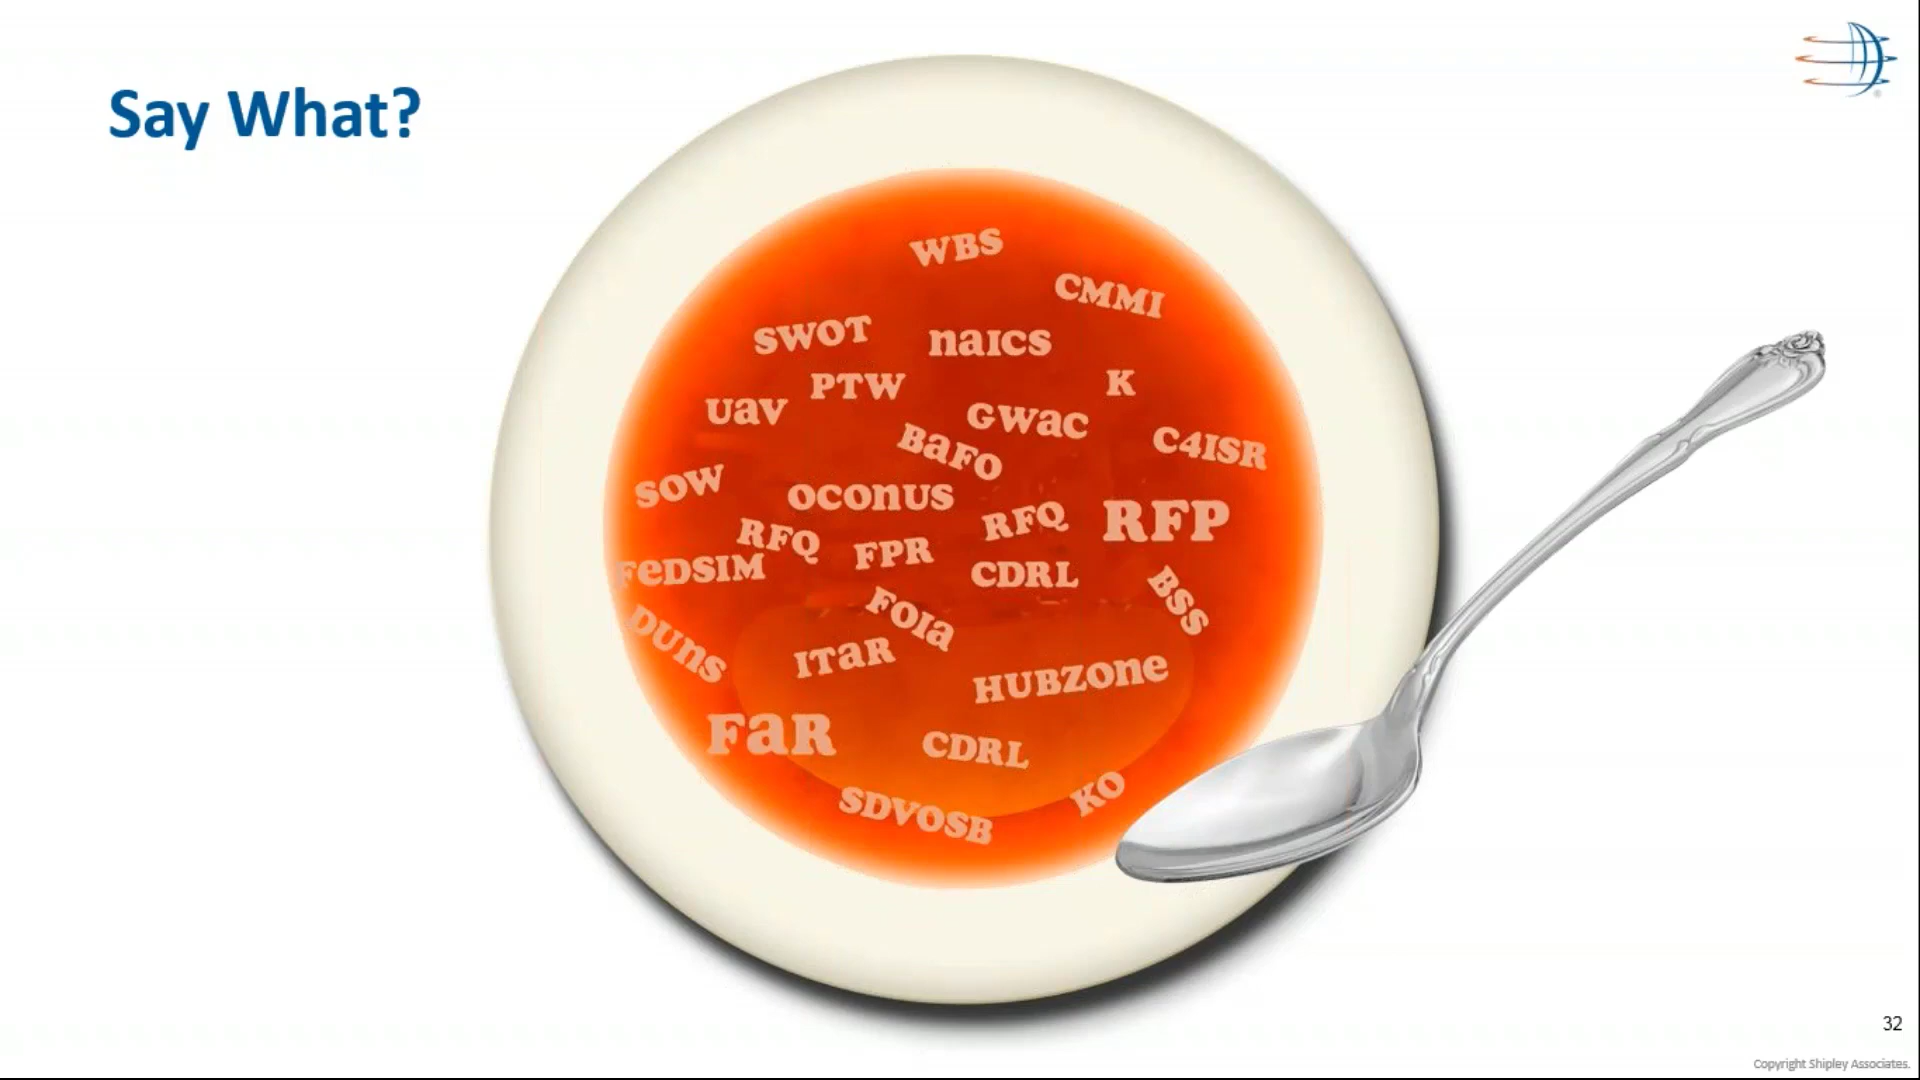 Say What?
WBS
CMMI
SWOT
naICS
PTW
K
uav
GWac
BaFO
C4ISR
SOW
OCONUS
RFQ
RFP
RFQ
FPR
FeDSIM
CDRL
BSS
FOIa
DUNS
ITaR
HUBZone
FaR
CDRL
KO
SDVOSB
32
Copyright Shipley Associates.